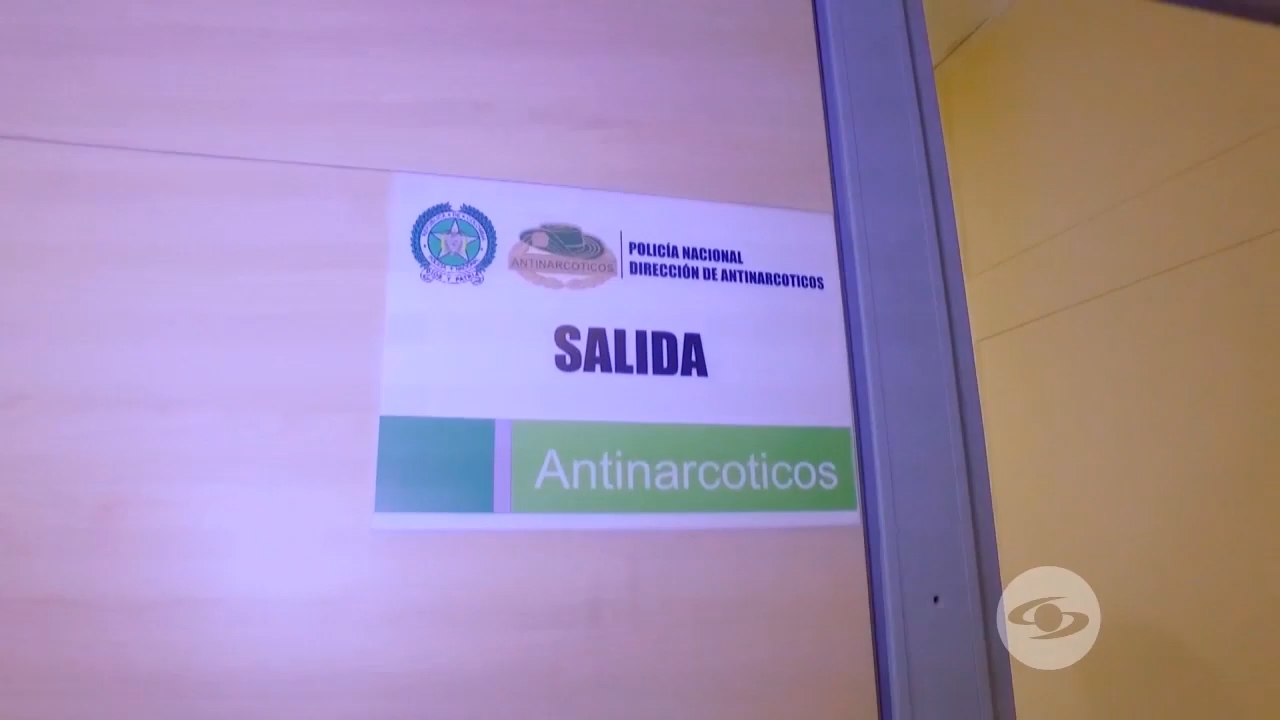 ANTINARCOTICOS
POLICÍA NACIONAL
DIRECCIÓN DE ANTINARCOTICOS
SALIDA
Antinarcoticos